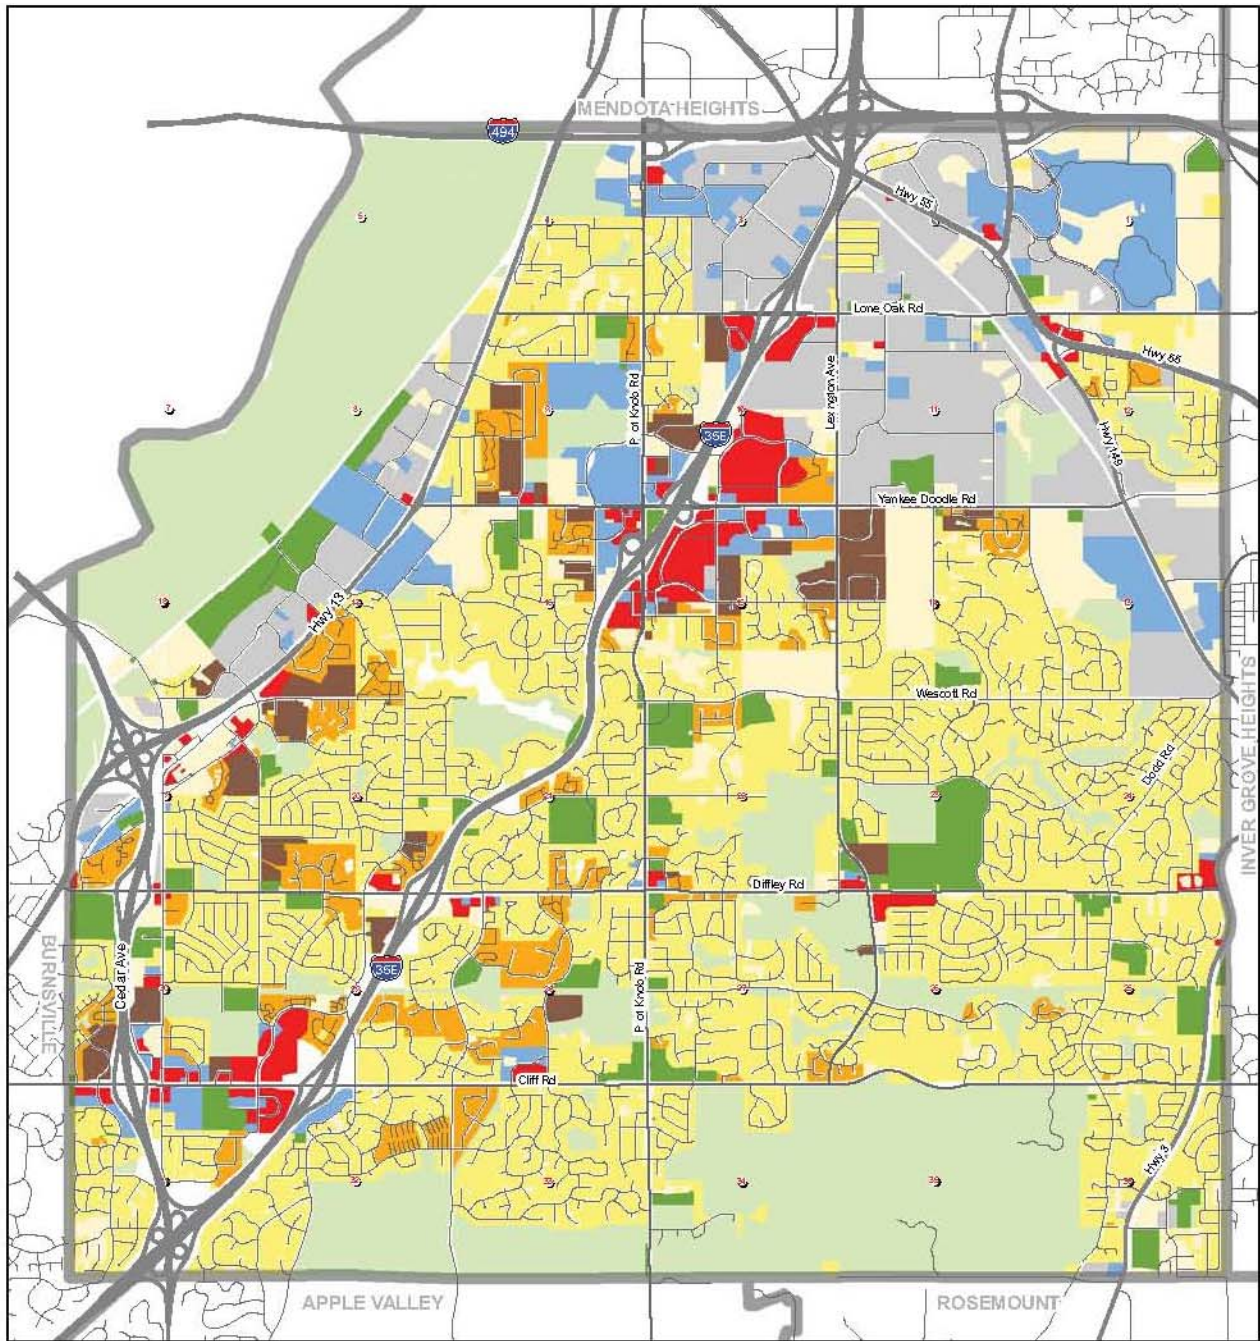 MENDOTA HEIGHTS
494
Hwy 55
Lone Oak Rd
Hwy 55
Pilot Knob Rd
Lexington Ave
35E
Hwy 149
Yankee Doodle Rd
Hwy 13
Wescott Rd
INVER GROVE HEIGHTS
Dodd Rd
Diffley Rd
BURNSVILLE
Cedar Ave
35E
Pilot Knob Rd
Cliff Rd
Hwy 3
APPLE VALLEY
ROSEMOUNT